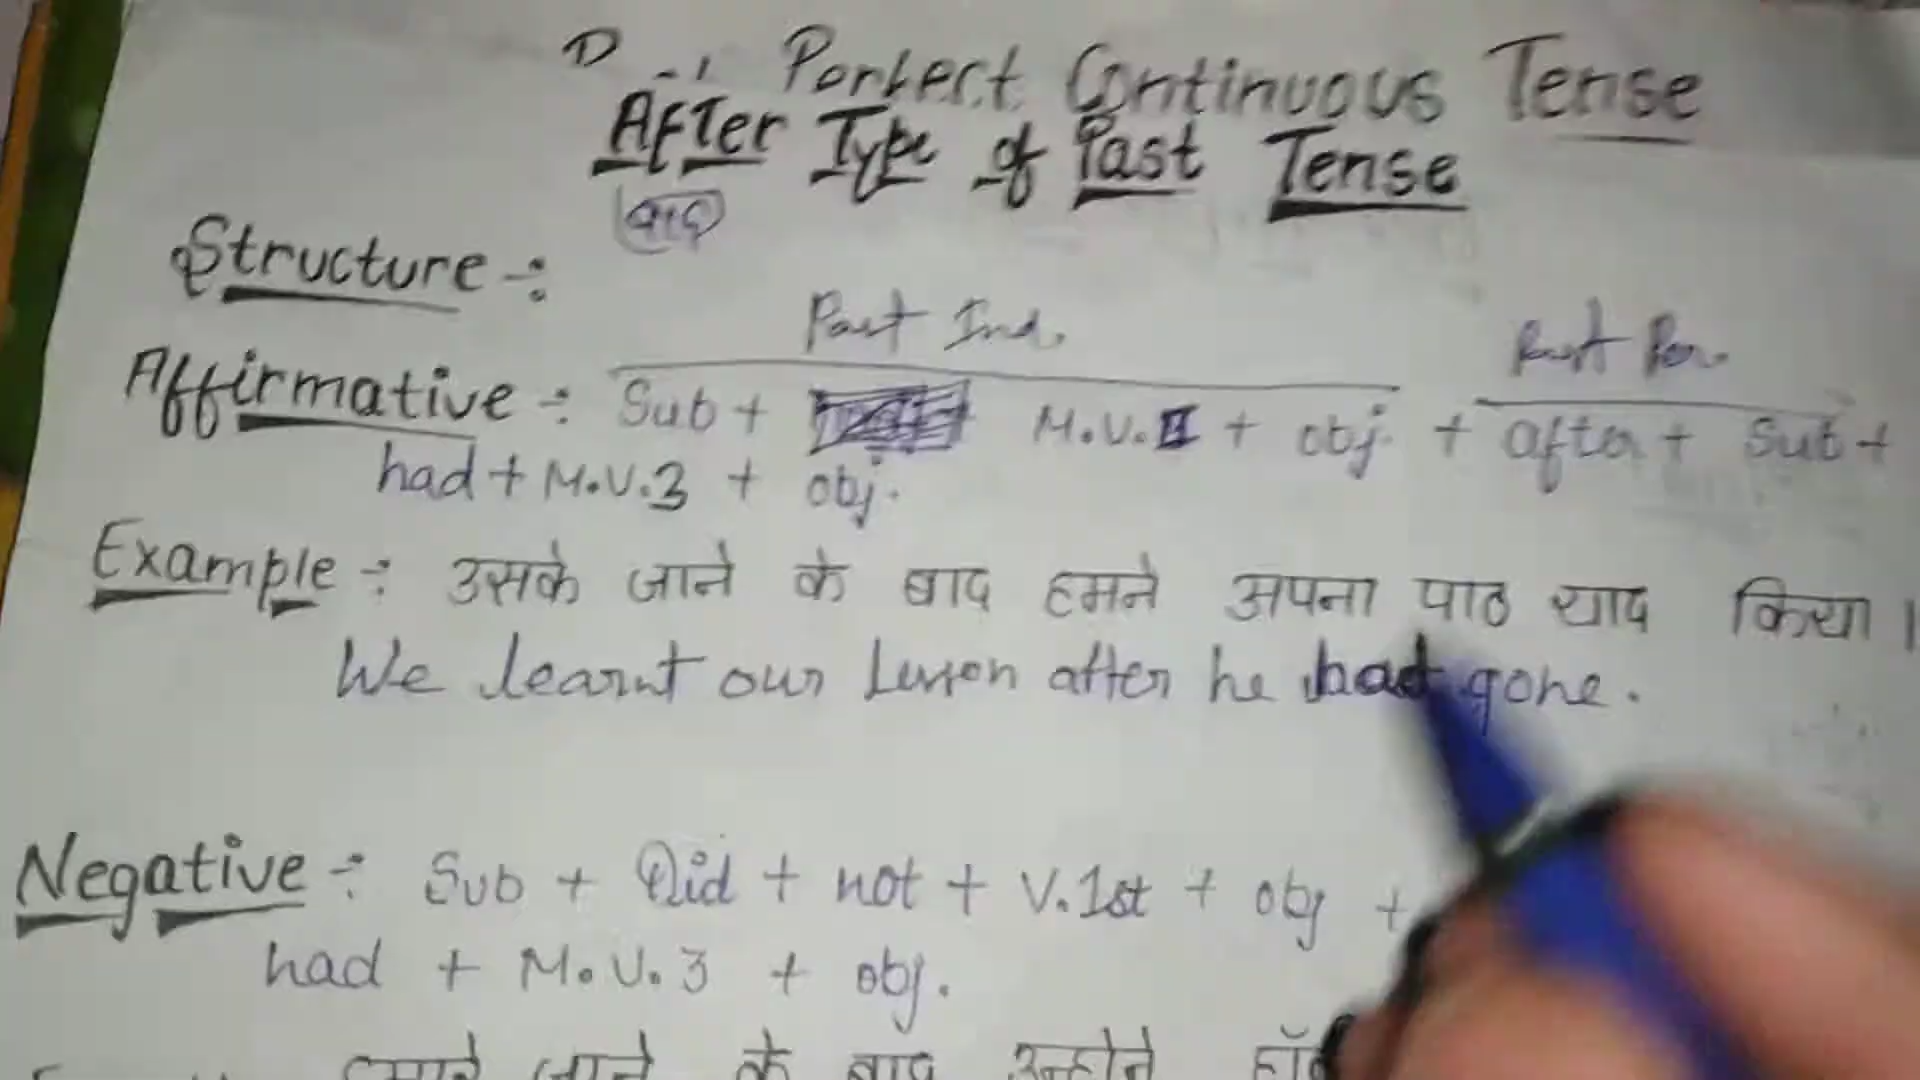 Perfect Continuous Tense
After Type of Past Tense
बाद
Structure -:
Past Ind.
Past Per.
Affirmative -: Sub + M.V.II + obj. + after + Sub +
had + M.V.3 + obj.
Example -: उसके जाने के बाद हमने अपना पाठ याद किया।
We learnt our Lesson after he had gone.
Negative -: Sub + Did + not + V.1st + obj +
had + M.V.3 + obj.
हमारे जाने के बाद उन्होंने